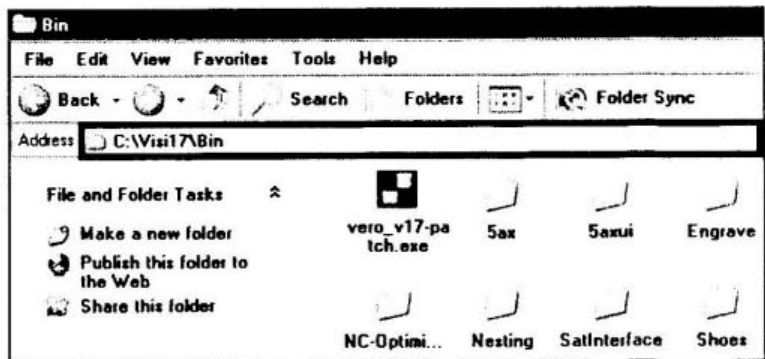 Bin
File Edit View Favorites Tools Help
Back Search Folders Folder Sync
Address C:\Visi17\Bin
File and Folder Tasks
Make a new folder
Publish this folder to
the Web
Share this folder
vero_v17-pa
tch.exe
5ax
5axui
Engrave
NC-Optimi...
Nesting
SatInterface
Shoes